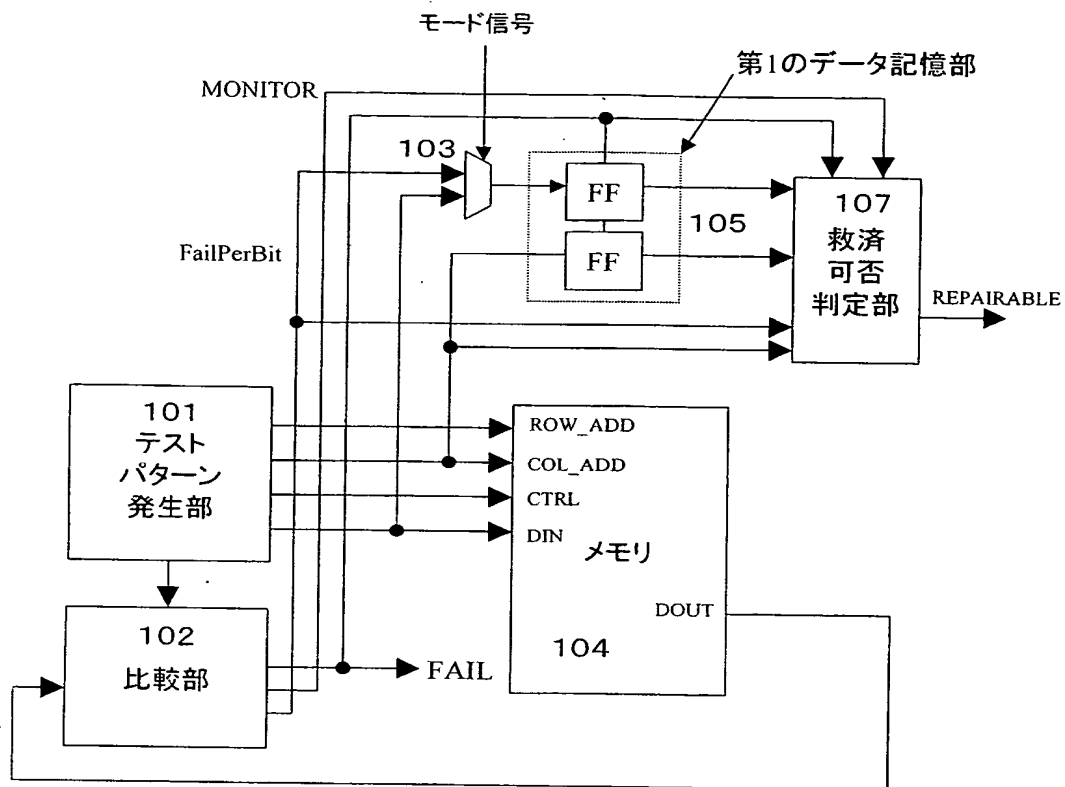 モード信号
第1のデータ記憶部
MONITOR
103
FF
105
FF
107
救済
可否
判定部
FailPerBit
REPAIRABLE
101
テスト
パターン
発生部
ROW_ADD
COL_ADD
CTRL
DIN
メモリ
DOUT
104
102
比較部
FAIL